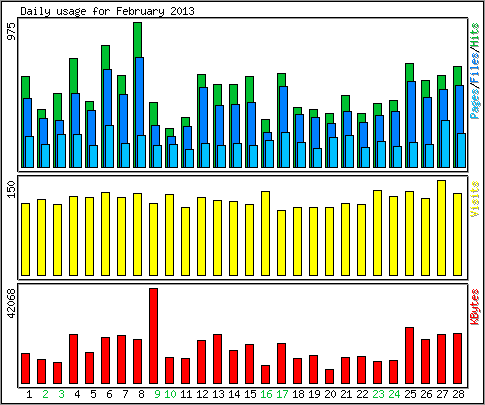 Daily usage for February 2013
975
Pages/Files/Hits
150
Visits
42068
KBytes
1 2 3 4 5 6 7 8 9 10 11 12 13 14 15 16 17 18 19 20 21 22 23 24 25 26 27 28